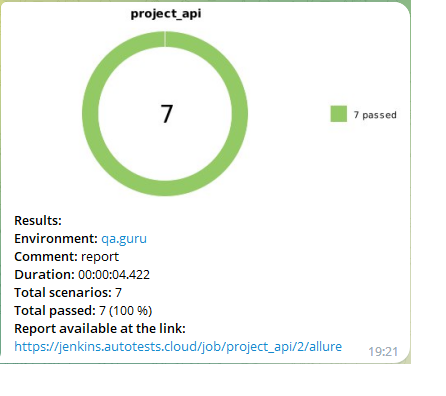 project_api
7
7 passed
Results:
Environment: qa.guru
Comment: report
Duration: 00:00:04.422
Total scenarios: 7
Total passed: 7 (100 %)
Report available at the link:
https://jenkins.autotests.cloud/job/project_api/2/allure
19:21